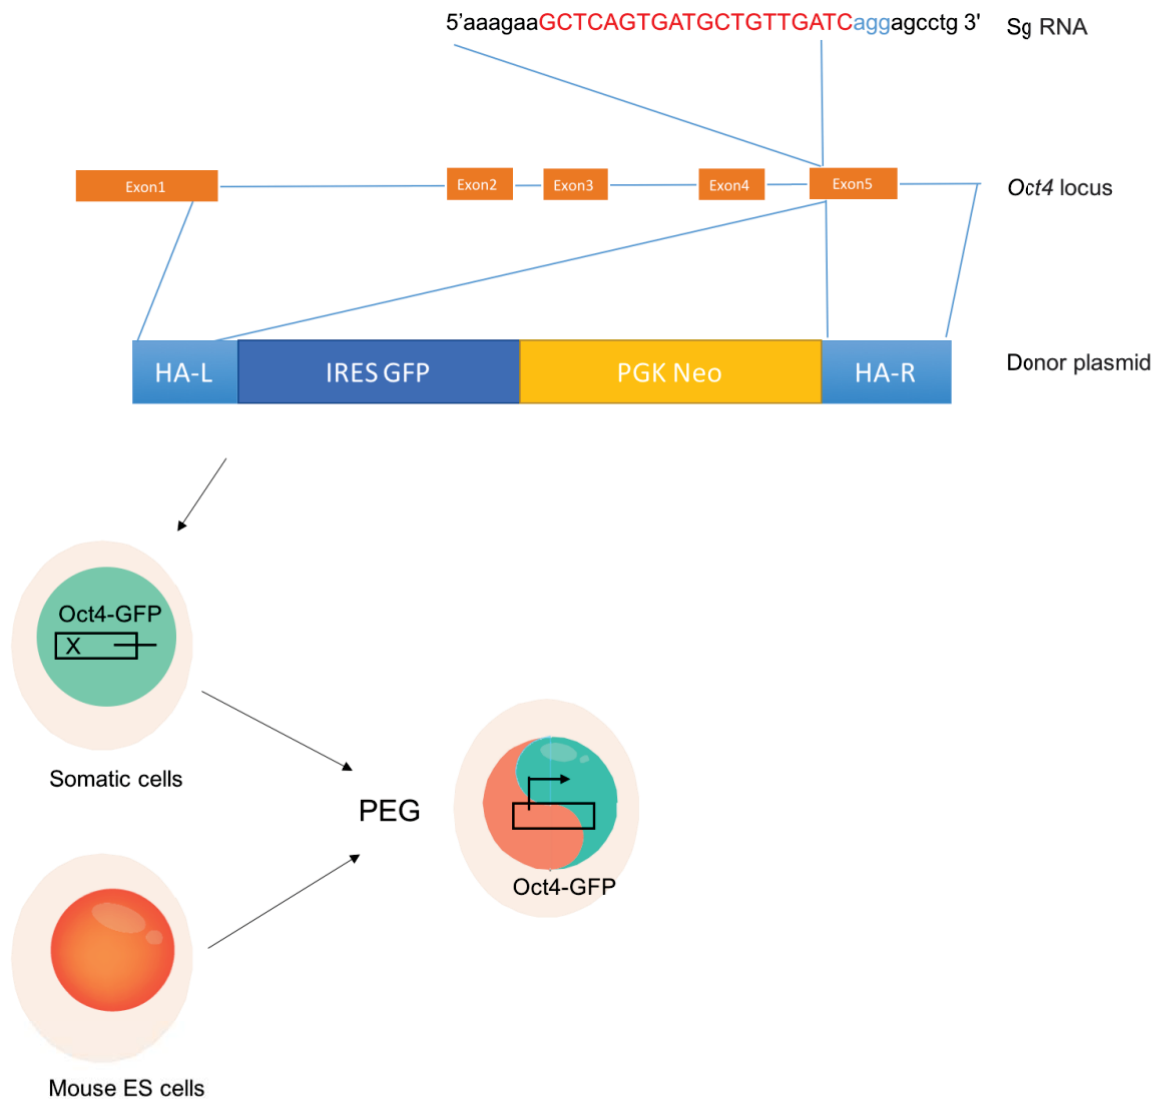 5'aaagaaGCTCAGTGATGCTGTTGATCaggagcctg 3'
Sg RNA
Exon1
Exon2
Exon3
Exon4
Exon5
Oct4 locus
HA-L
IRES GFP
PGK Neo
HA-R
Donor plasmid
Oct4-GFP
X
Somatic cells
PEG
Oct4-GFP
Mouse ES cells